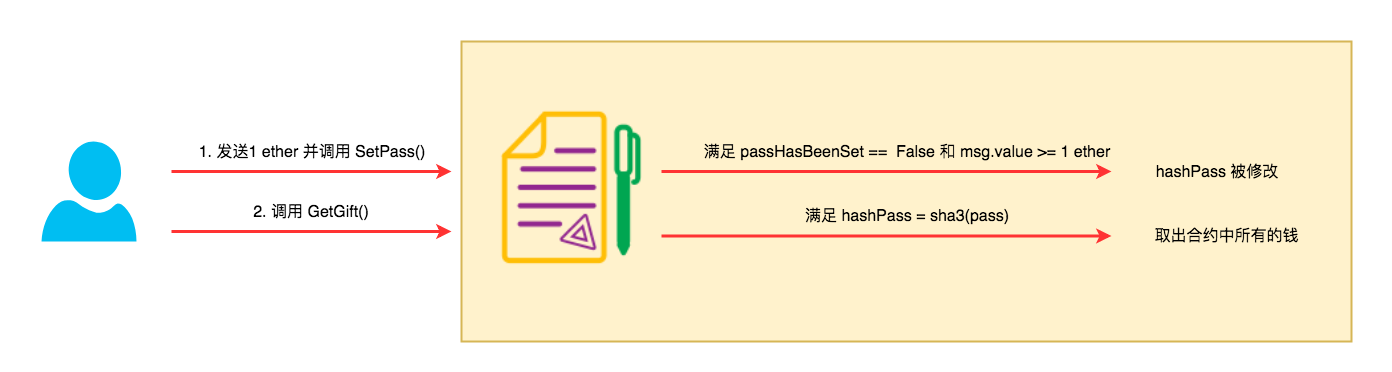 1. 发送1 ether 并调用 SetPass()
满足 passHasBeenSet == False 和 msg.value >= 1 ether
hashPass 被修改
2. 调用 GetGift()
满足 hashPass = sha3(pass)
取出合约中所有的钱